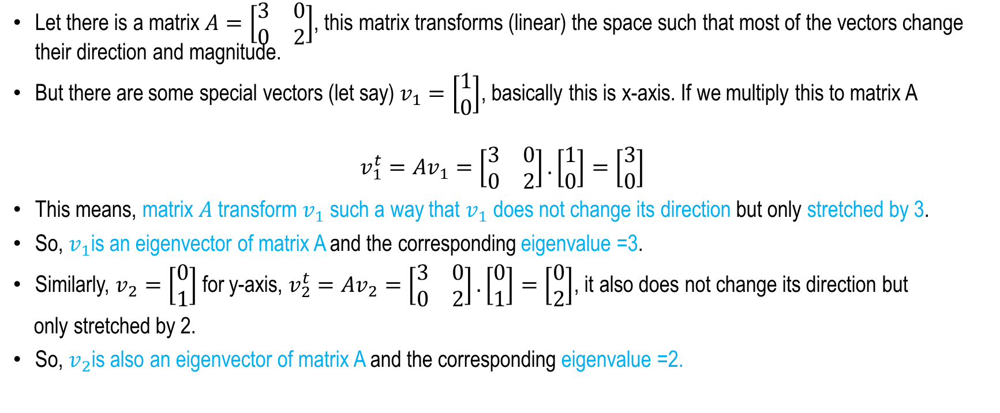 • Let there is a matrix $A = \begin{bmatrix} 3 & 0 \\ 0 & 2 \end{bmatrix}$, this matrix transforms (linear) the space such that most of the vectors change
their direction and magnitude.
• But there are some special vectors (let say) $v_1 = \begin{bmatrix} 1 \\ 0 \end{bmatrix}$, basically this is x-axis. If we multiply this to matrix A
$v_1^t = Av_1 = \begin{bmatrix} 3 & 0 \\ 0 & 2 \end{bmatrix} . \begin{bmatrix} 1 \\ 0 \end{bmatrix} = \begin{bmatrix} 3 \\ 0 \end{bmatrix}$
• This means, matrix $A$ transform $v_1$ such a way that $v_1$ does not change its direction but only stretched by 3.
• So, $v_1$is an eigenvector of matrix A and the corresponding eigenvalue =3.
• Similarly, $v_2 = \begin{bmatrix} 0 \\ 1 \end{bmatrix}$ for y-axis, $v_2^t = Av_2 = \begin{bmatrix} 3 & 0 \\ 0 & 2 \end{bmatrix} . \begin{bmatrix} 0 \\ 1 \end{bmatrix} = \begin{bmatrix} 0 \\ 2 \end{bmatrix}$, it also does not change its direction but
only stretched by 2.
• So, $v_2$is also an eigenvector of matrix A and the corresponding eigenvalue =2.